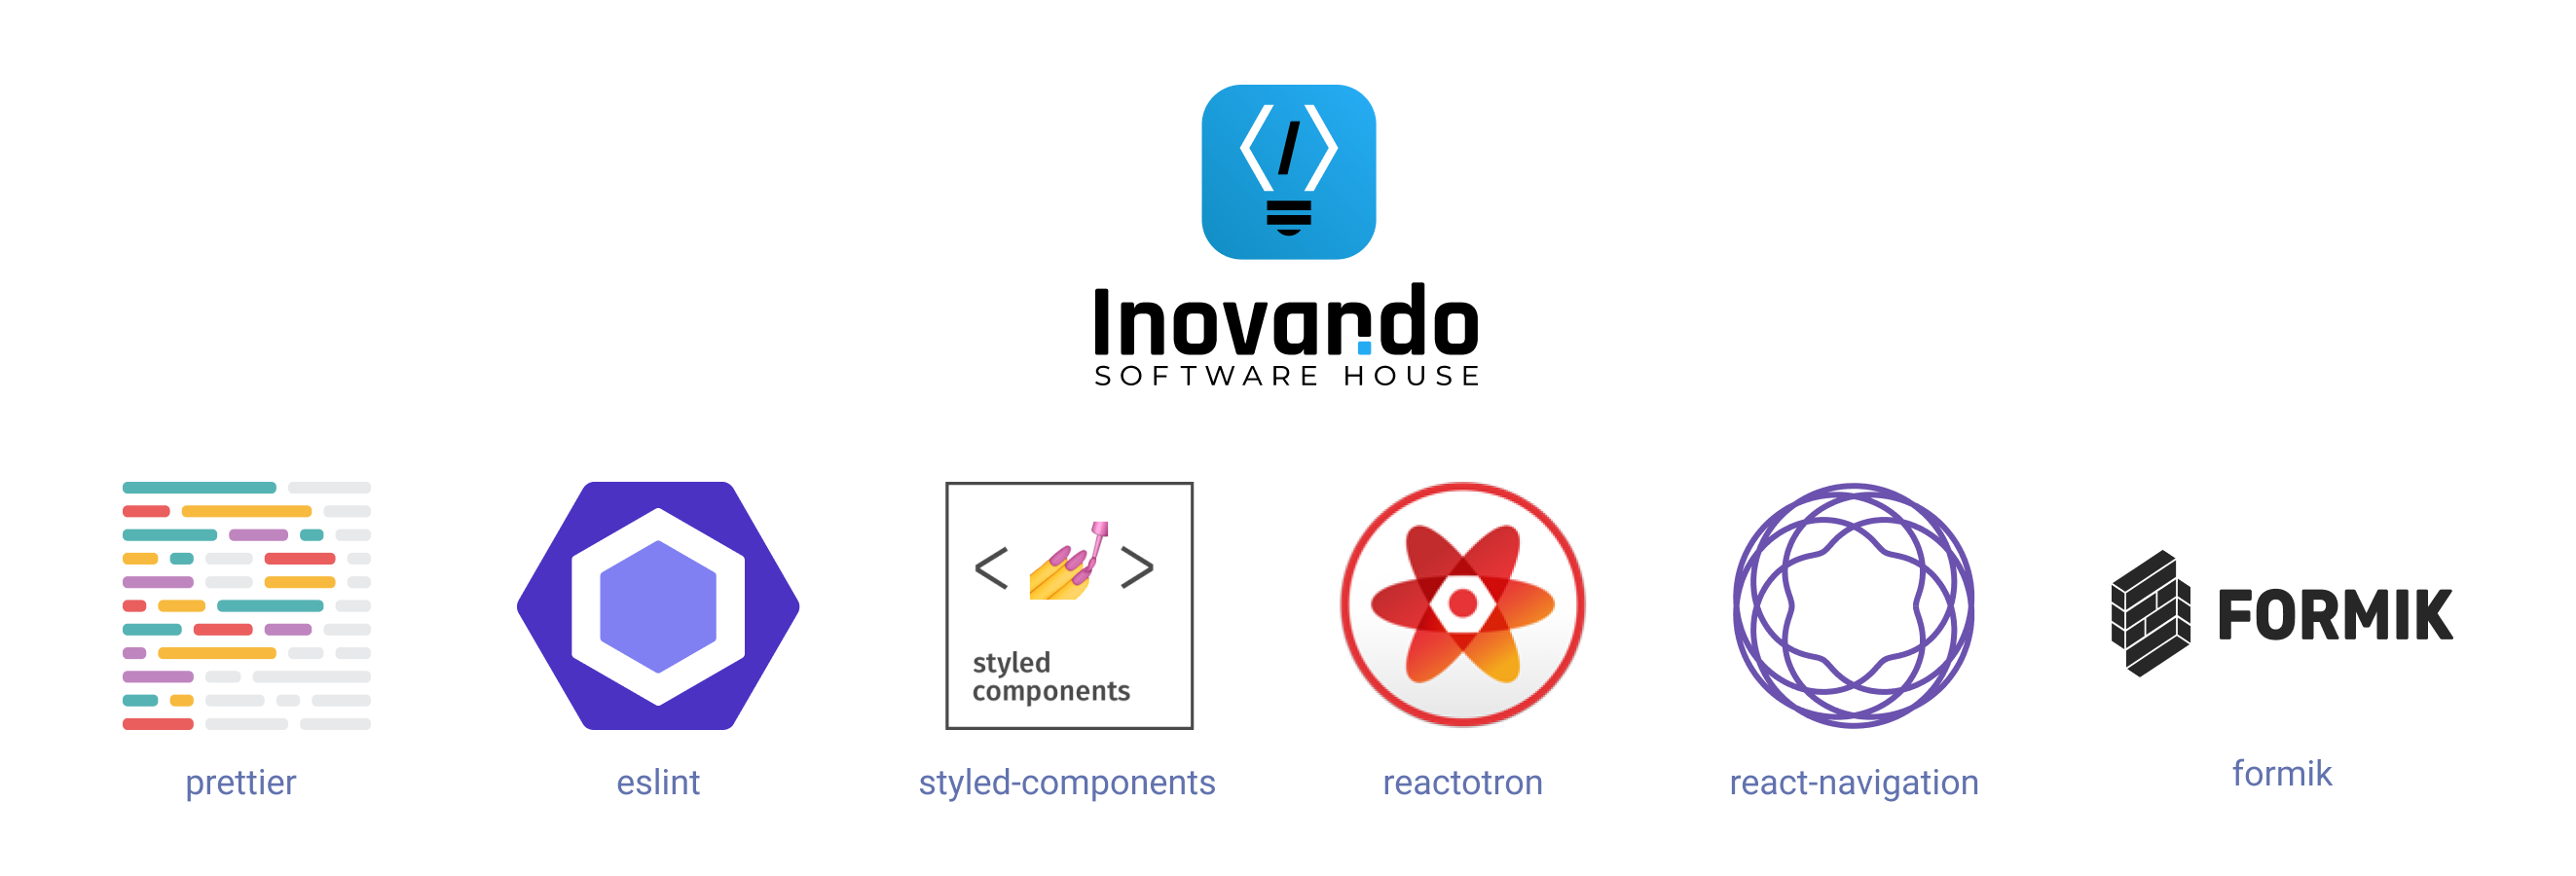 Inovando
SOFTWARE HOUSE
styled
components
FORMIK
prettier
eslint
styled-components
reactotron
react-navigation
formik